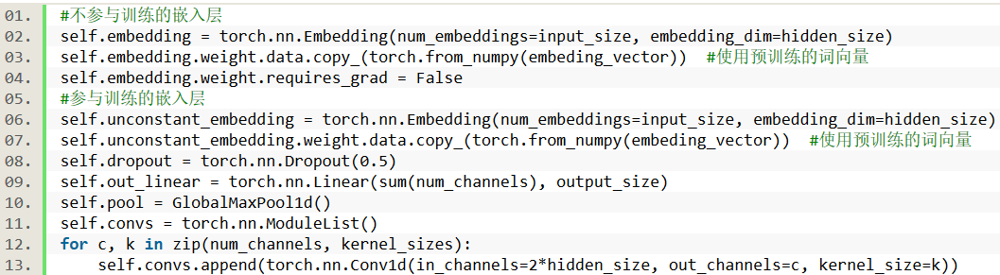 01. #不参与训练的嵌入层
02. self.embedding = torch.nn.Embedding(num_embeddings=input_size, embedding_dim=hidden_size)
03. self.embedding.weight.data.copy_(torch.from_numpy(embeding_vector))  #使用预训练的词向量
04. self.embedding.weight.requires_grad = False
05. #参与训练的嵌入层
06. self.unconstant_embedding = torch.nn.Embedding(num_embeddings=input_size, embedding_dim=hidden_size)
07. self.unconstant_embedding.weight.data.copy_(torch.from_numpy(embeding_vector))  #使用预训练的词向量
08. self.dropout = torch.nn.Dropout(0.5)
09. self.out_linear = torch.nn.Linear(sum(num_channels), output_size)
10. self.pool = GlobalMaxPool1d()
11. self.convs = torch.nn.ModuleList()
12. for c, k in zip(num_channels, kernel_sizes):
13.     self.convs.append(torch.nn.Conv1d(in_channels=2*hidden_size, out_channels=c, kernel_size=k))